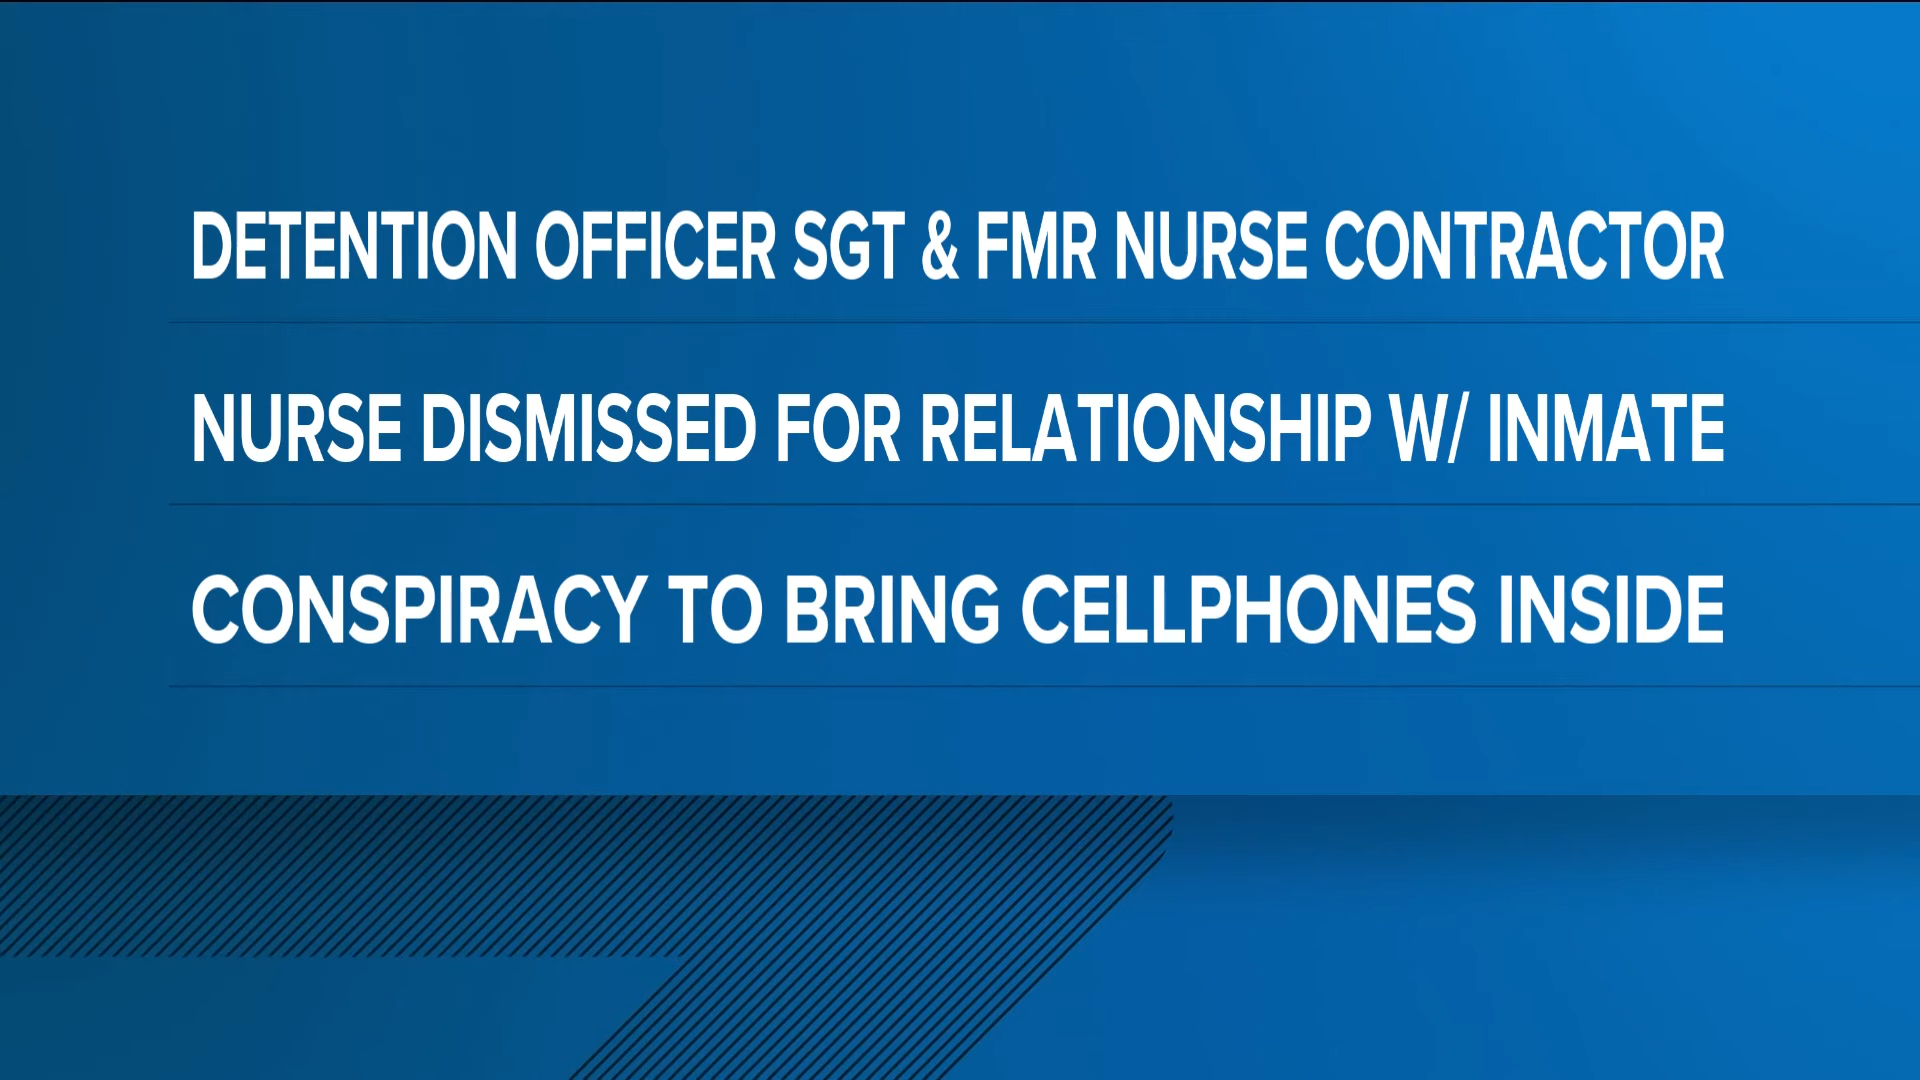 DETENTION OFFICER SGT & FMR NURSE CONTRACTOR
NURSE DISMISSED FOR RELATIONSHIP W/ INMATE
CONSPIRACY TO BRING CELLPHONES INSIDE